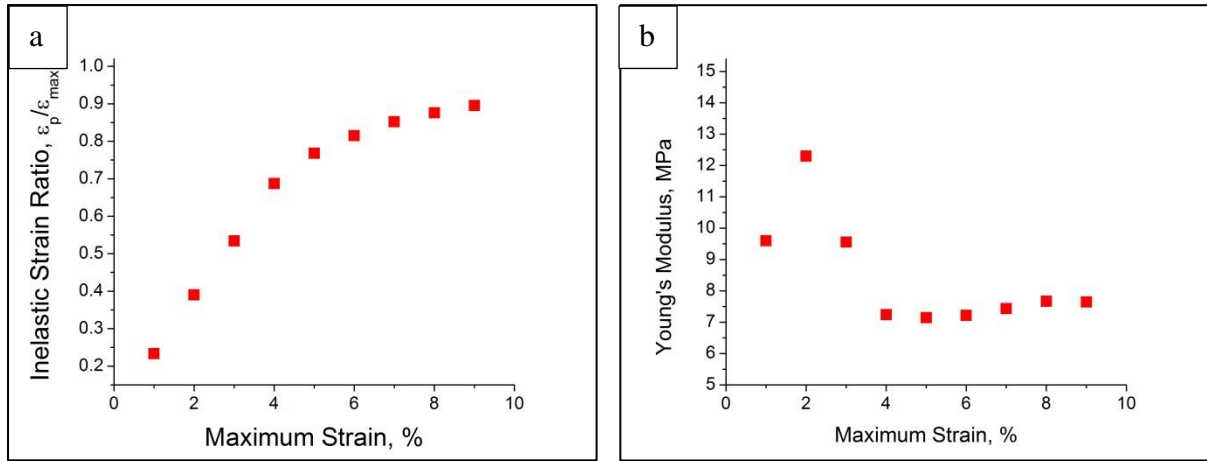 a
Inelastic Strain Ratio, εp/εmax
1.0
0.9
0.8
0.7
0.6
0.5
0.4
0.3
0.2
0 2 4 6 8 10
Maximum Strain, %
b
Young's Modulus, MPa
15
14
13
12
11
10
9
8
7
6
5
0 2 4 6 8 10
Maximum Strain, %